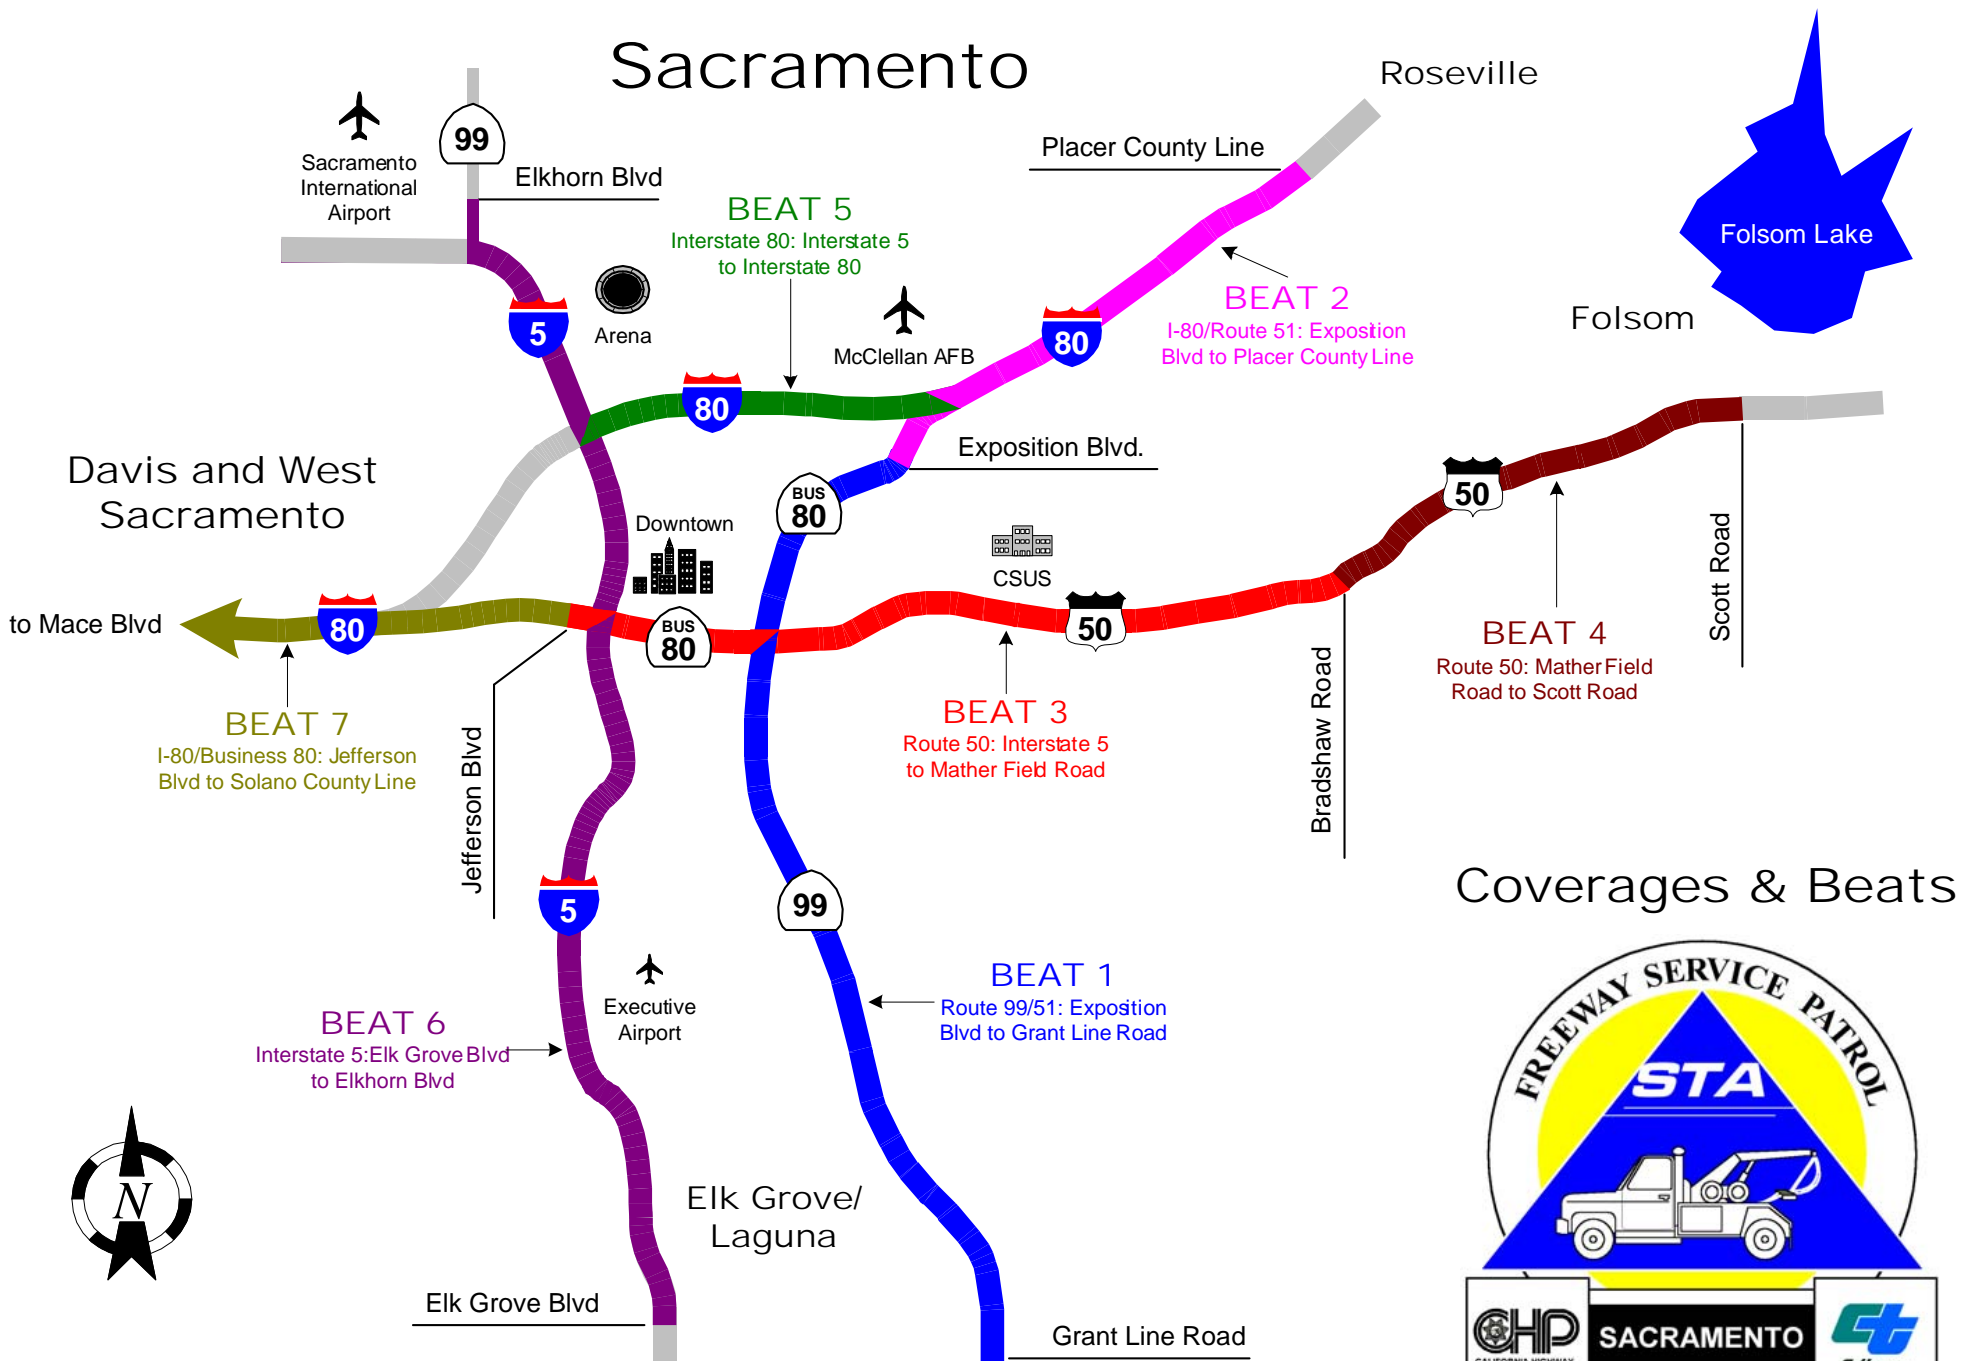 Sacramento
Roseville
99
Sacramento
International
Airport
Elkhorn Blvd
Placer County Line
BEAT 5
Interstate 80: Interstate 5
to Interstate 80
Folsom Lake
5
Arena
McClellan AFB
80
BEAT 2
I-80/Route 51: Exposition
Blvd to Placer County Line
Folsom
80
Exposition Blvd.
Davis and West
Sacramento
BUS
80
50
Downtown
CSUS
Scott Road
to Mace Blvd
80
BUS
80
50
BEAT 4
Route 50: Mather Field
Road to Scott Road
Bradshaw Road
BEAT 7
I-80/Business 80: Jefferson
Blvd to Solano County Line
Jefferson Blvd
BEAT 3
Route 50: Interstate 5
to Mather Field Road
5
99
Coverages & Beats
BEAT 1
Route 99/51: Exposition
Blvd to Grant Line Road
Executive
Airport
BEAT 6
Interstate 5:Elk Grove Blvd
to Elkhorn Blvd
FREEWAY SERVICE PATROL
STA
N
Elk Grove/
Laguna
Elk Grove Blvd
Grant Line Road
CHP
SACRAMENTO
CALIFORNIA HIGHWAY
ct